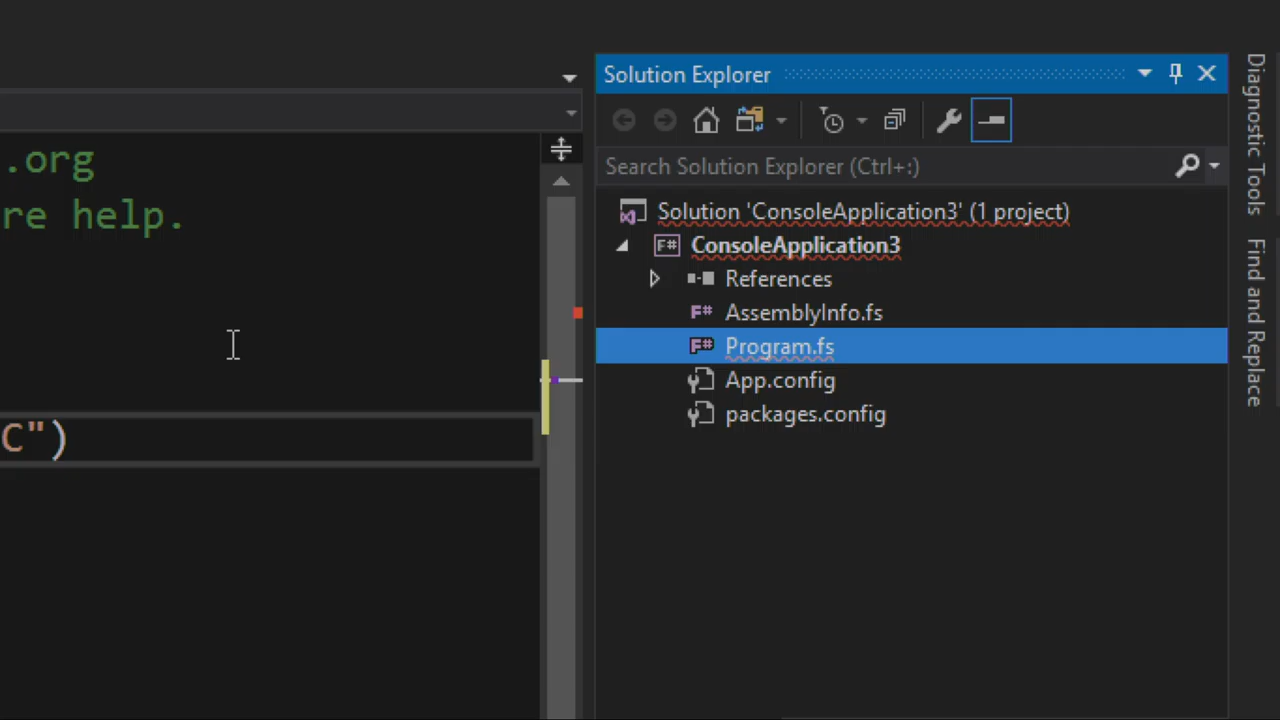 .org
re help.
C")
Solution Explorer
Search Solution Explorer (Ctrl+:)
Solution 'ConsoleApplication3' (1 project)
F# ConsoleApplication3
References
F# AssemblyInfo.fs
F# Program.fs
App.config
packages.config
Diagnostic Tools
Find and Replace